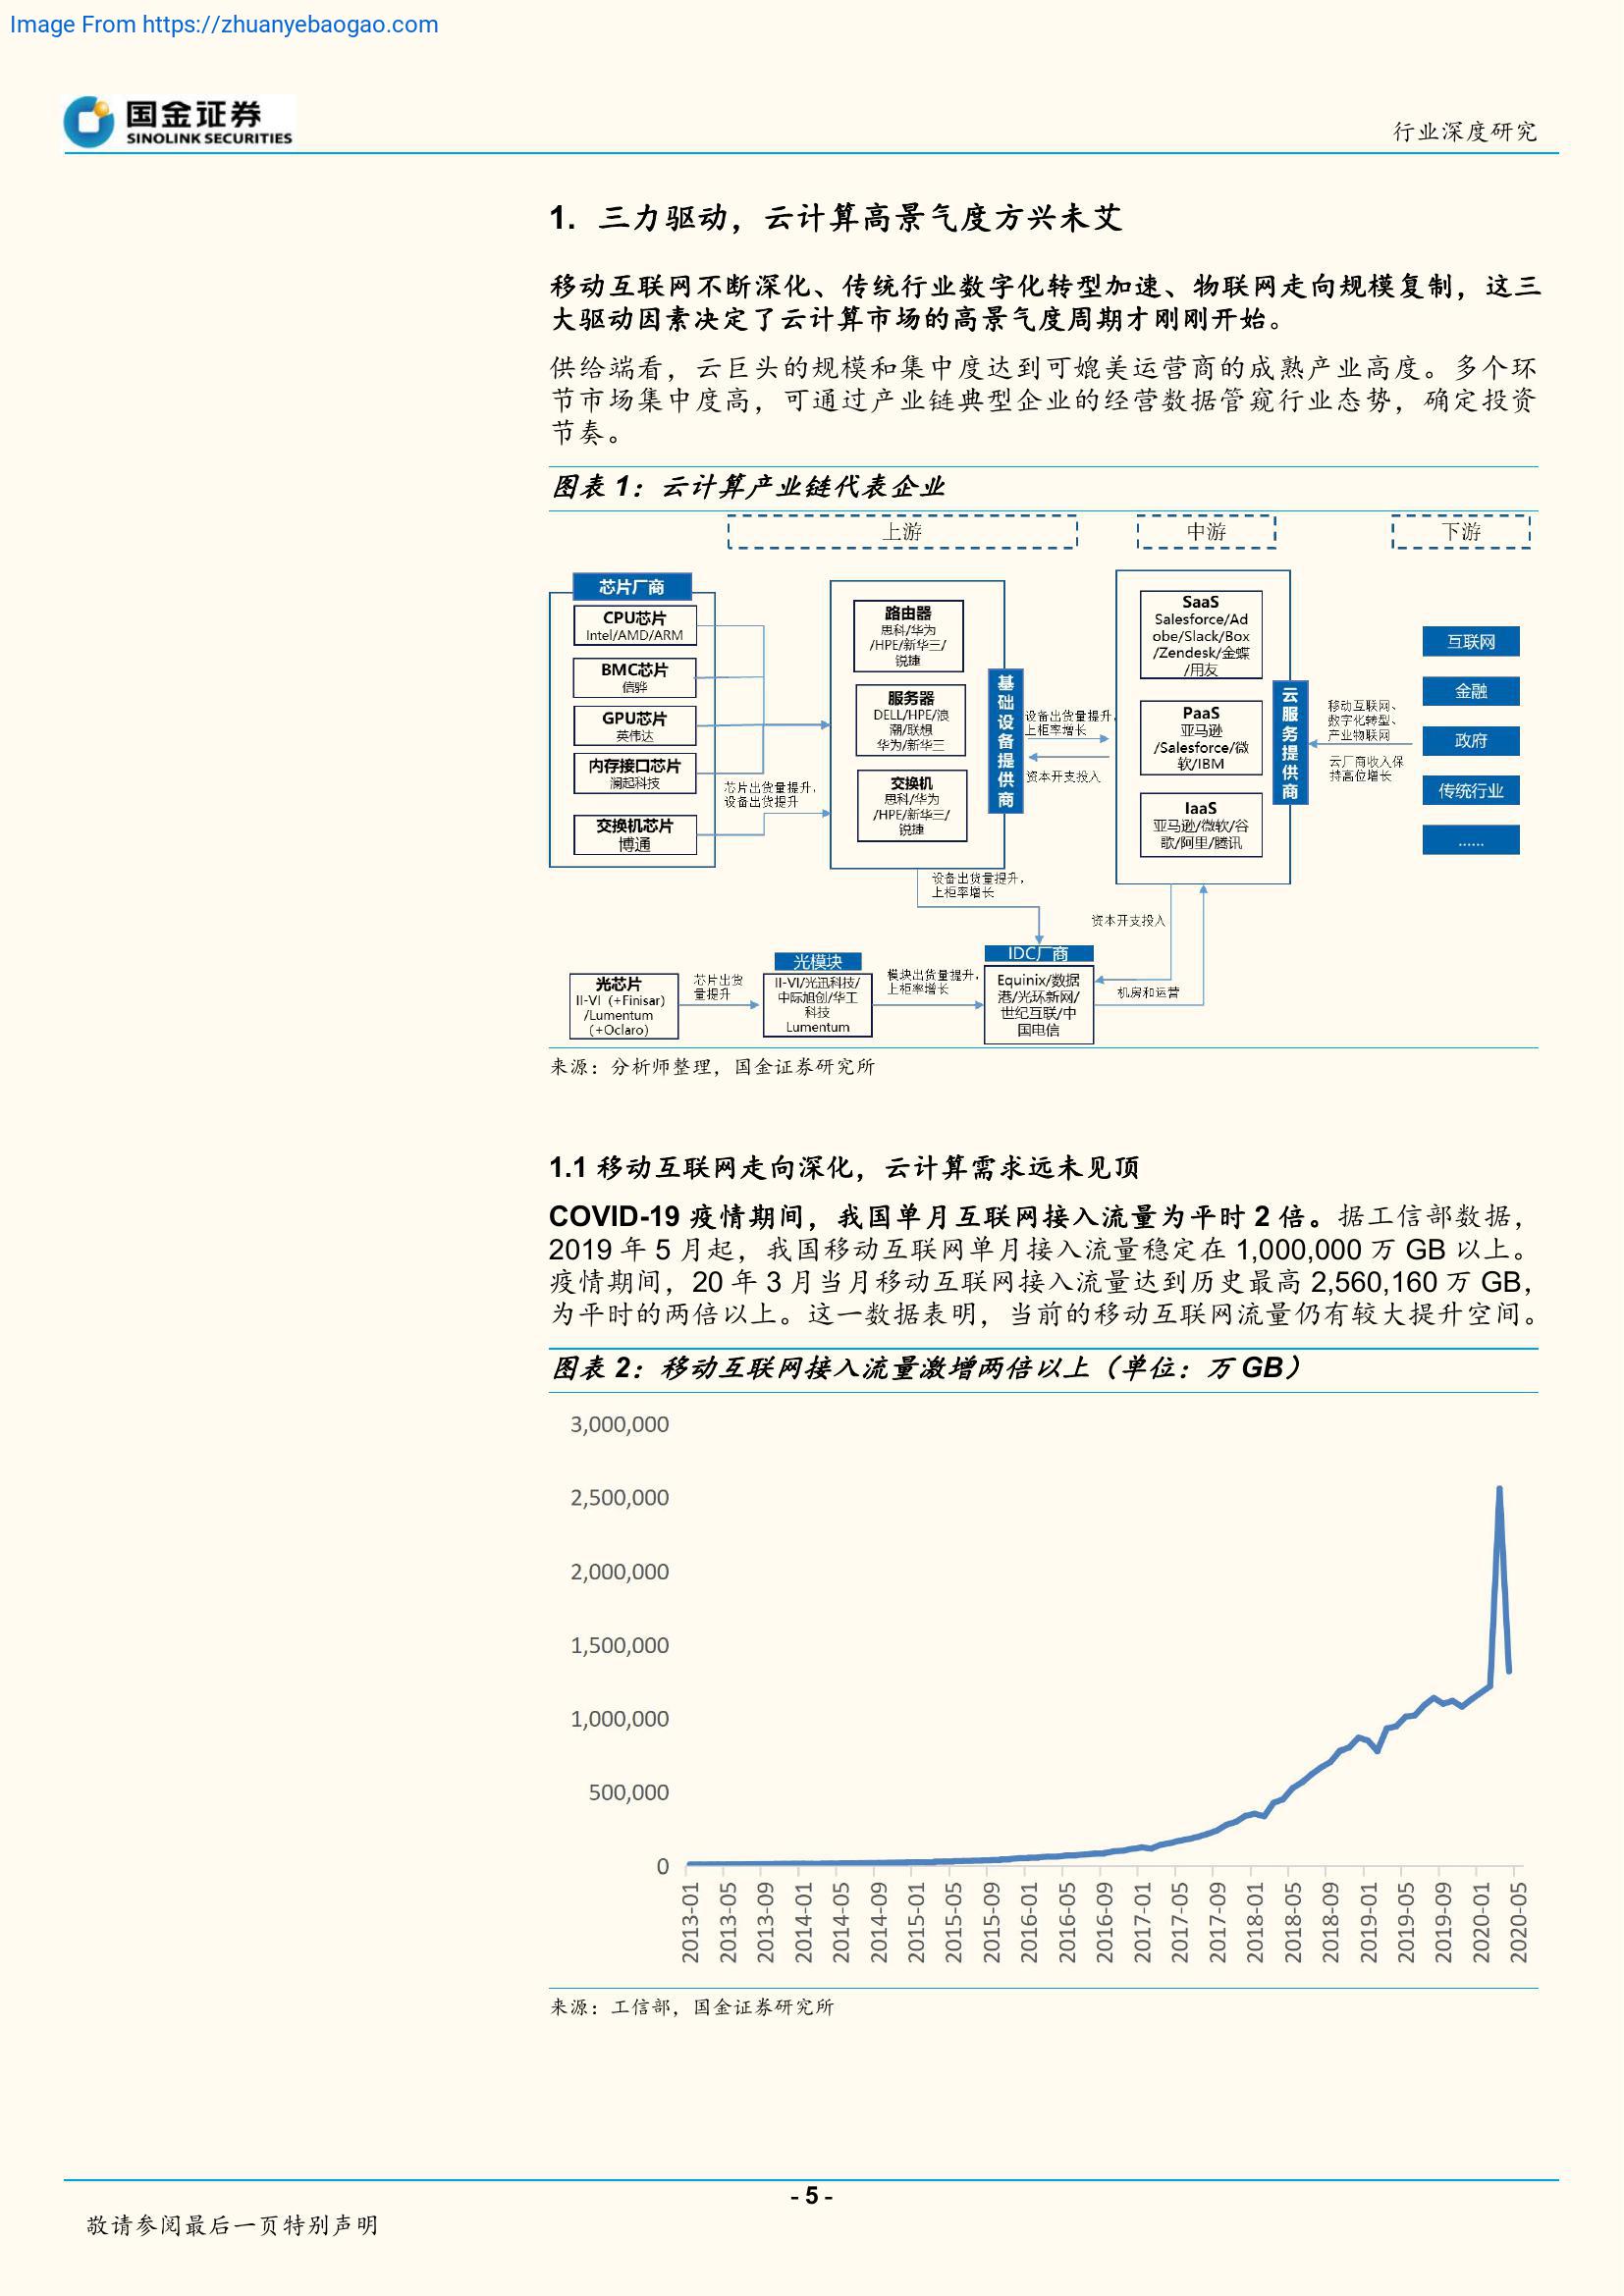 Image From https://zhuanyebaogao.com
国金证券
SINOLINK SECURITIES
行业深度研究
1. 三力驱动，云计算高景气度方兴未艾
移动互联网不断深化、传统行业数字化转型加速、物联网走向规模复制，这三
大驱动因素决定了云计算市场的高景气度周期才刚刚开始。
供给端看，云巨头的规模和集中度达到可媲美运营商的成熟产业高度。多个环
节市场集中度高，可通过产业链典型企业的经营数据管窥行业态势，确定投资
节奏。
图表 1：云计算产业链代表企业
上游
中游
下游
芯片厂商
CPU芯片
Intel/AMD/ARM
BMC芯片
信骅
GPU芯片
英伟达
内存接口芯片
澜起科技
交换机芯片
博通
芯片出货量提升，
设备出货提升
路由器
思科/华为
/HPE/新华三/
锐捷
服务器
DELL/HPE/浪
潮/联想
华为/新华三
交换机
思科/华为
/HPE/新华三/
锐捷
基础设备提供商
设备出货量提升，
上柜率增长
资本开支投入
SaaS
Salesforce/Ad
obe/Slack/Box
/Zendesk/金蝶
/用友
PaaS
亚马逊
/Salesforce/微
软/IBM
IaaS
亚马逊/微软/谷
歌/阿里/腾讯
云服务提供商
移动互联网、
数字化转型、
产业物联网
云厂商收入保
持高位增长
互联网
金融
政府
传统行业
......
设备出货量提升，
上柜率增长
资本开支投入
光芯片
II-VI（+Finisar)
/Lumentum
（+Oclaro）
芯片出货
量提升
光模块
II-VI/光迅科技/
中际旭创/华工
科技
Lumentum
模块出货量提升，
上柜率增长
IDC厂商
Equinix/数据
港/光环新网/
世纪互联/中
国电信
机房和运营
来源：分析师整理，国金证券研究所
1.1 移动互联网走向深化，云计算需求远未见顶
COVID-19 疫情期间，我国单月互联网接入流量为平时 2 倍。据工信部数据，
2019 年 5 月起，我国移动互联网单月接入流量稳定在 1,000,000 万 GB 以上。
疫情期间，20 年 3 月当月移动互联网接入流量达到历史最高 2,560,160 万 GB，
为平时的两倍以上。这一数据表明，当前的移动互联网流量仍有较大提升空间。
图表 2：移动互联网接入流量激增两倍以上（单位：万 GB）
3,000,000
2,500,000
2,000,000
1,500,000
1,000,000
500,000
0
2013-01
2013-05
2013-09
2014-01
2014-05
2014-09
2015-01
2015-05
2015-09
2016-01
2016-05
2016-09
2017-01
2017-05
2017-09
2018-01
2018-05
2018-09
2019-01
2019-05
2019-09
2020-01
2020-05
来源：工信部，国金证券研究所
- 5 -
敬请参阅最后一页特别声明